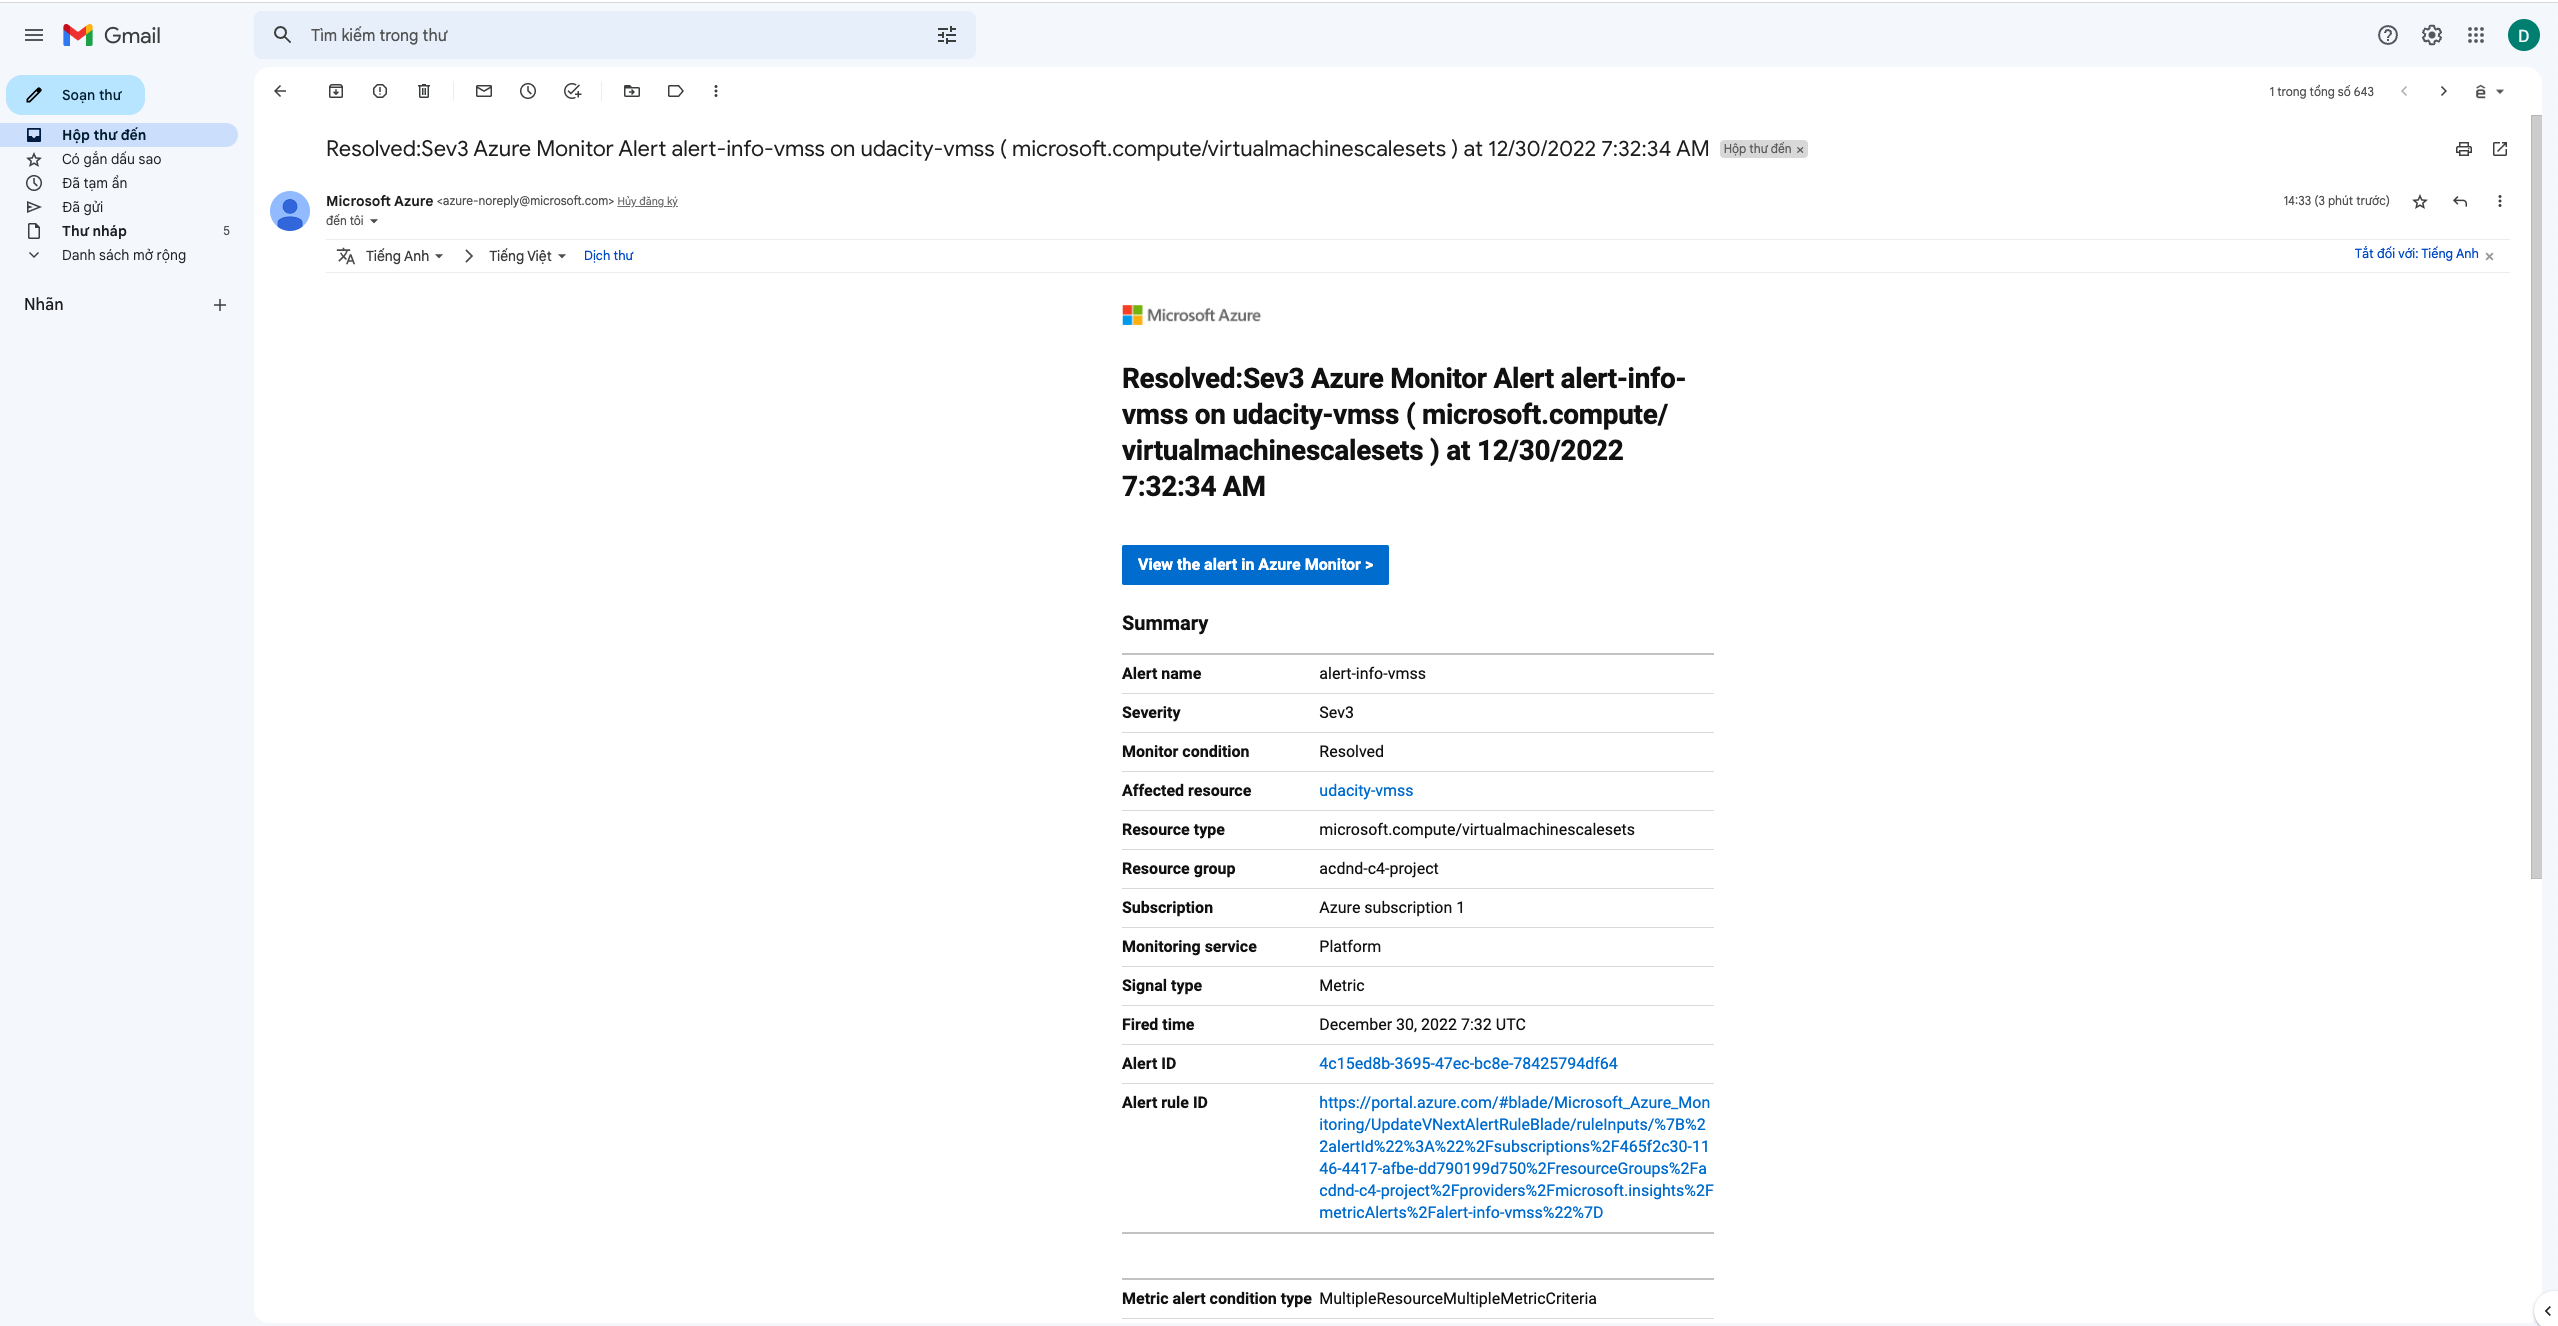 Gmail
Tìm kiếm trong thư
D
Soạn thư
Hộp thư đến
Có gắn dấu sao
Đã tạm ẩn
Đã gửi
Thư nháp 5
Danh sách mở rộng
Nhãn
1 trong tổng số 643
Resolved:Sev3 Azure Monitor Alert alert-info-vmss on udacity-vmss ( microsoft.compute/virtualmachinescalesets ) at 12/30/2022 7:32:34 AM Hộp thư đến ×
Microsoft Azure <azure-noreply@microsoft.com> Hủy đăng ký
14:33 (3 phút trước)
đến tôi
Tiếng Anh > Tiếng Việt Dịch thư
Tắt đối với: Tiếng Anh ×
Microsoft Azure
Resolved:Sev3 Azure Monitor Alert alert-info-
vmss on udacity-vmss ( microsoft.compute/
virtualmachinescalesets ) at 12/30/2022
7:32:34 AM
View the alert in Azure Monitor >
Summary
Alert name alert-info-vmss
Severity Sev3
Monitor condition Resolved
Affected resource udacity-vmss
Resource type microsoft.compute/virtualmachinescalesets
Resource group acdnd-c4-project
Subscription Azure subscription 1
Monitoring service Platform
Signal type Metric
Fired time December 30, 2022 7:32 UTC
Alert ID 4c15ed8b-3695-47ec-bc8e-78425794df64
Alert rule ID https://portal.azure.com/#blade/Microsoft_Azure_Mon
itoring/UpdateVNextAlertRuleBlade/ruleInputs/%7B%2
2alertId%22%3A%22%2Fsubscriptions%2F465f2c30-11
46-4417-afbe-dd790199d750%2FresourceGroups%2Fa
cdnd-c4-project%2Fproviders%2Fmicrosoft.insights%2F
metricAlerts%2Falert-info-vmss%22%7D
Metric alert condition type MultipleResourceMultipleMetricCriteria